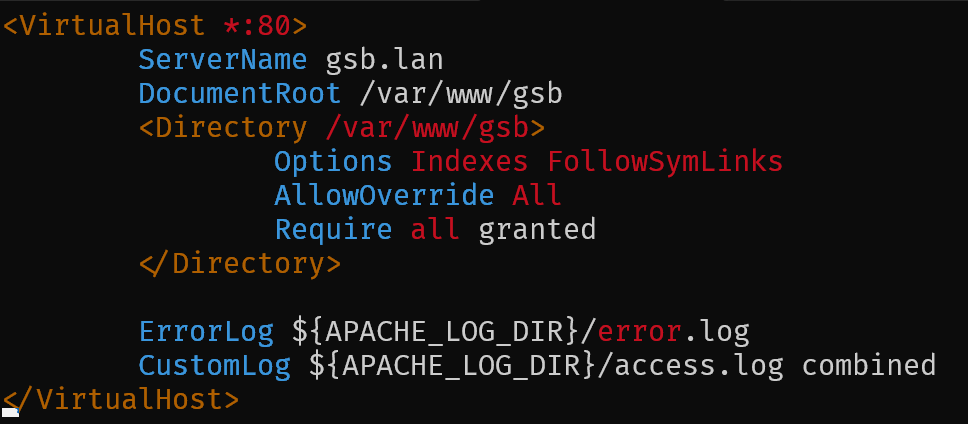 <VirtualHost *:80>
        ServerName gsb.lan
        DocumentRoot /var/www/gsb
        <Directory /var/www/gsb>
                Options Indexes FollowSymLinks
                AllowOverride All
                Require all granted
        </Directory>

        ErrorLog ${APACHE_LOG_DIR}/error.log
        CustomLog ${APACHE_LOG_DIR}/access.log combined
</VirtualHost>